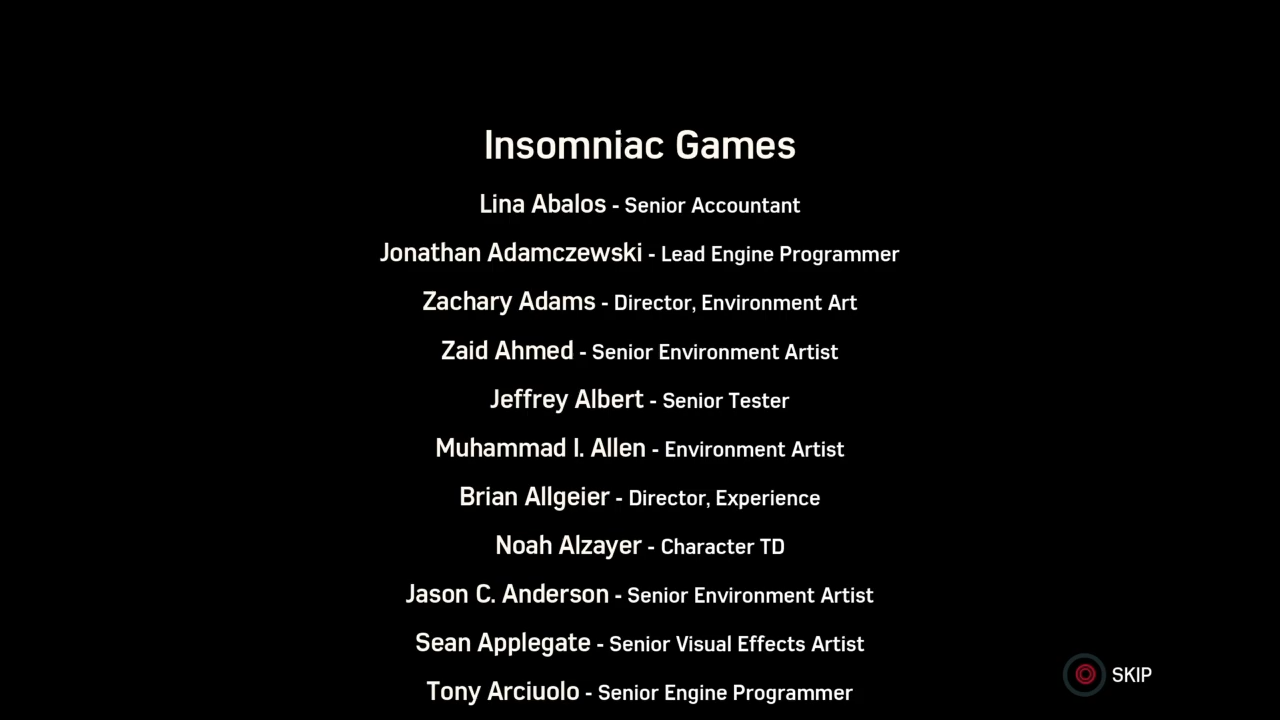 Insomniac Games
Lina Abalos - Senior Accountant
Jonathan Adamczewski - Lead Engine Programmer
Zachary Adams - Director, Environment Art
Zaid Ahmed - Senior Environment Artist
Jeffrey Albert - Senior Tester
Muhammad I. Allen - Environment Artist
Brian Allgeier - Director, Experience
Noah Alzayer - Character TD
Jason C. Anderson - Senior Environment Artist
Sean Applegate - Senior Visual Effects Artist
Tony Arciuolo - Senior Engine Programmer
SKIP